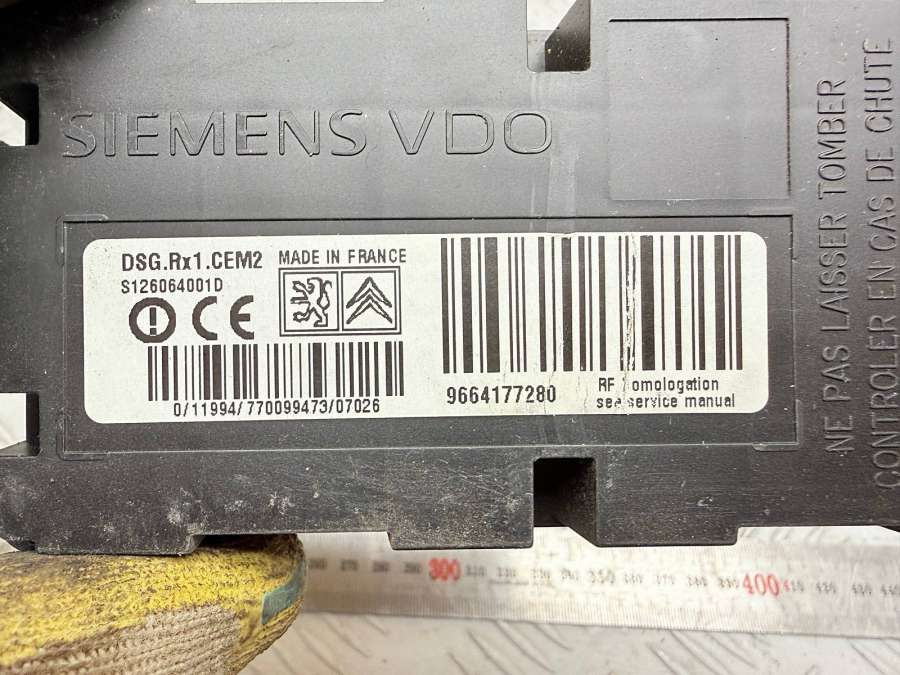 SIEMENS VDO
DSG.Rx1.CEM2 MADE IN FRANCE
S126064001D
CE
0/11994/770099473/07026
9664177280
RF homologation
see service manual
NE PAS LAISSER TOMBER
CONTROLER EN CAS DE CHUTE
300
350
400